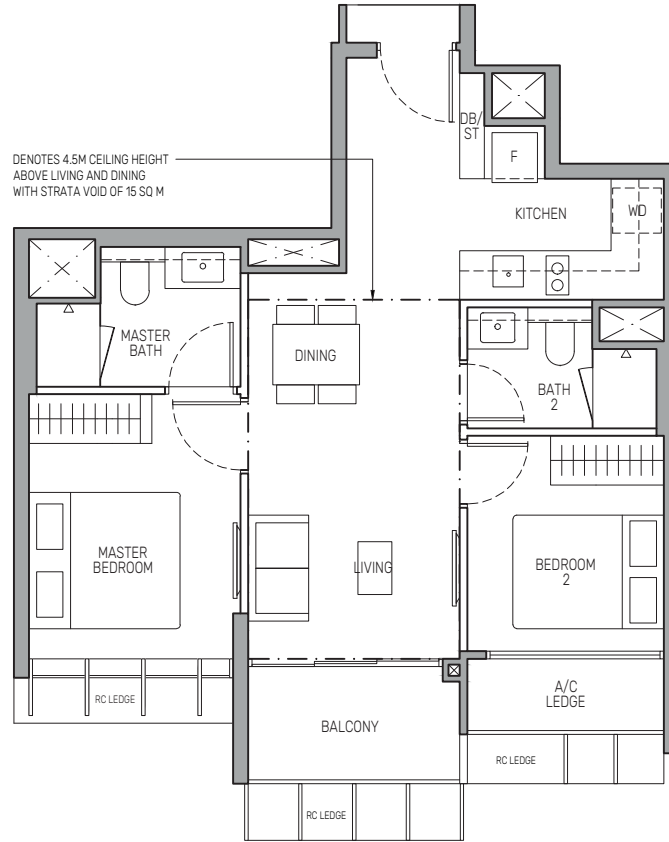 DB/
ST
F
DENOTES 4.5M CEILING HEIGHT
ABOVE LIVING AND DINING
WITH STRATA VOID OF 15 SQ M
KITCHEN
WD
MASTER
BATH
DINING
BATH
2
MASTER
BEDROOM
LIVING
BEDROOM
2
RC LEDGE
A/C
LEDGE
BALCONY
RC LEDGE
RC LEDGE